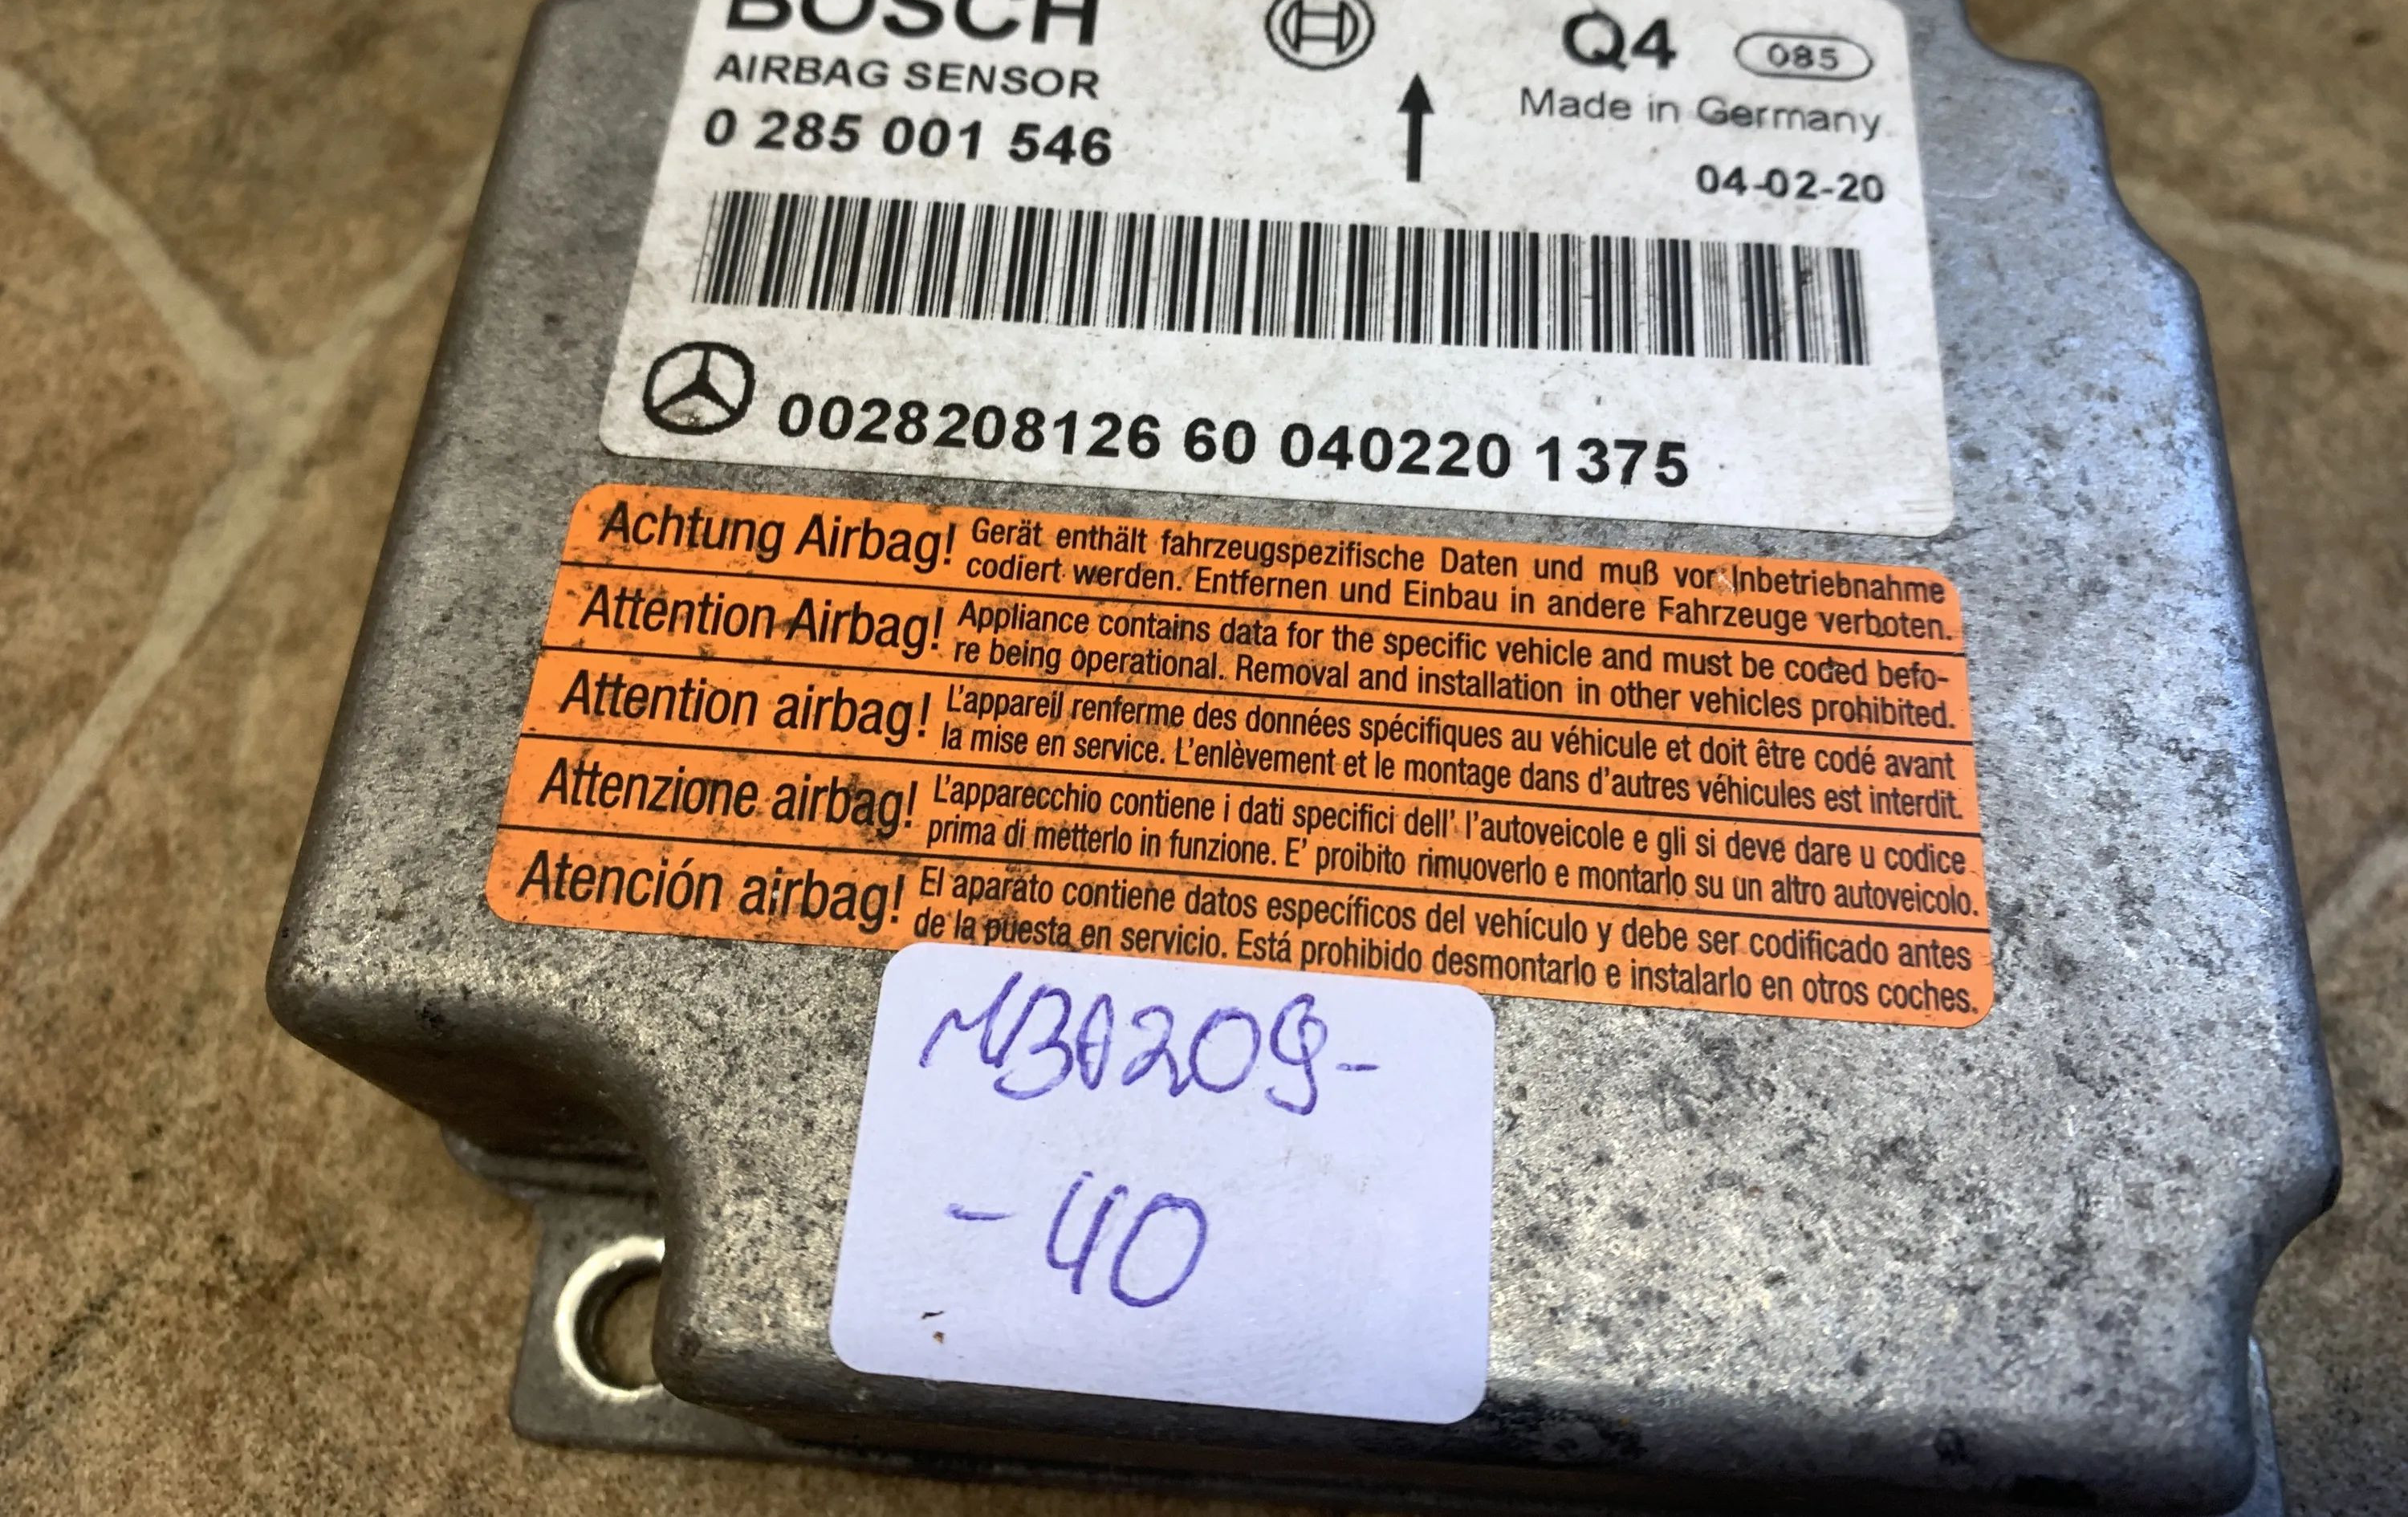 BOSCH
AIRBAG SENSOR
0 285 001 546
Q4 085
Made in Germany
04-02-20
0028208126 60 040220 1375
Achtung Airbag! Gerät enthält fahrzeugspezifische Daten und muß vor Inbetriebnahme
codiert werden. Entfernen und Einbau in andere Fahrzeuge verboten.
Attention Airbag! Appliance contains data for the specific vehicle and must be coded befo-
re being operational. Removal and installation in other vehicles prohibited.
Attention airbag! L'appareil renferme des données spécifiques au véhicule et doit être codé avant
la mise en service. L'enlèvement et le montage dans d'autres véhicules est interdit.
Attenzione airbag! L'apparecchio contiene i dati specifici dell' l'autoveicole e gli si deve dare u codice
prima di metterlo in funzione. E' proibito rimuoverlo e montarlo su un altro autoveicolo.
Atención airbag! El aparato contiene datos específicos del vehículo y debe ser codificado antes
de la puesta en servicio. Está prohibido desmontarlo e instalarlo en otros coches.
-40